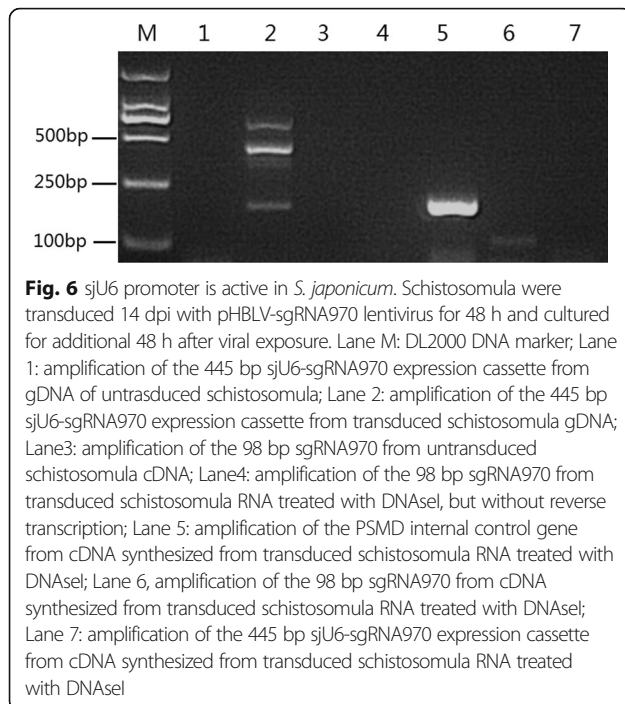 M 1 2 3 4 5 6 7
500bp
250bp
100bp
Fig. 6 sjU6 promoter is active in S. japonicum. Schistosomula were
transduced 14 dpi with pHBLV-sgRNA970 lentivirus for 48 h and cultured
for additional 48 h after viral exposure. Lane M: DL2000 DNA marker; Lane
1: amplification of the 445 bp sjU6-sgRNA970 expression cassette from
gDNA of untrasduced schistosomula; Lane 2: amplification of the 445 bp
sjU6-sgRNA970 expression cassette from transduced schistosomula gDNA;
Lane3: amplification of the 98 bp sgRNA970 from untransduced
schistosomula cDNA; Lane4: amplification of the 98 bp sgRNA970 from
transduced schistosomula RNA treated with DNAseI, but without reverse
transcription; Lane 5: amplification of the PSMD internal control gene
from cDNA synthesized from transduced schistosomula RNA treated with
DNAseI; Lane 6, amplification of the 98 bp sgRNA970 from cDNA
synthesized from transduced schistosomula RNA treated with DNAseI;
Lane 7: amplification of the 445 bp sjU6-sgRNA970 expression cassette
from cDNA synthesized from transduced schistosomula RNA treated
with DNAseI